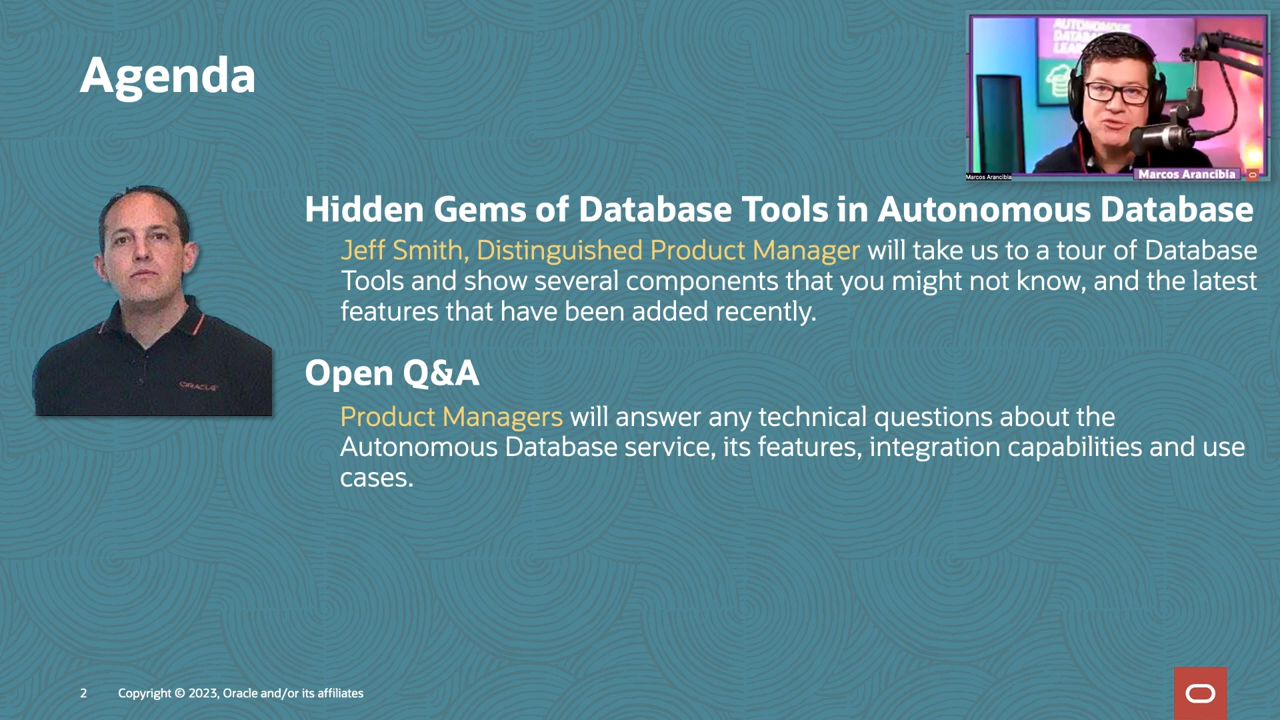 Agenda
AUTONOMOUS
DATABASE
Marcos Arancibia
Marcos Arancibia
Hidden Gems of Database Tools in Autonomous Database
Jeff Smith, Distinguished Product Manager will take us to a tour of Database
Tools and show several components that you might not know, and the latest
features that have been added recently.
ORACLE
Open Q&A
Product Managers will answer any technical questions about the
Autonomous Database service, its features, integration capabilities and use
cases.
2 Copyright © 2023, Oracle and/or its affiliates